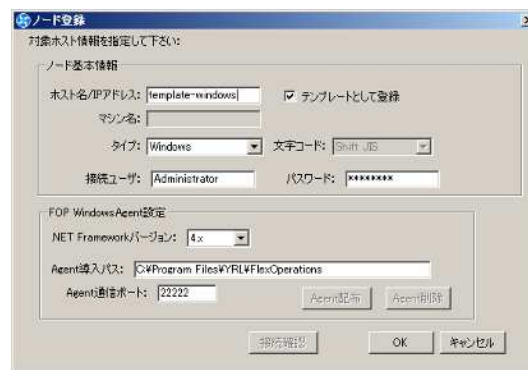 ノード登録
対象ホスト情報を指定して下さい:
ノード基本情報
ホスト名/IPアドレス: template-windows テンプレートとして登録
マシン名:
タイプ: Windows 文字コード: Shift JIS
接続ユーザ: Administrator パスワード: ********
FOP WindowsAgent設定
.NET Frameworkバージョン: 4.x
Agent導入パス: C:¥Program Files¥YRL¥FlexOperations
Agent通信ポート: 22222 Agent配布 Agent削除
接続確認 OK キャンセル